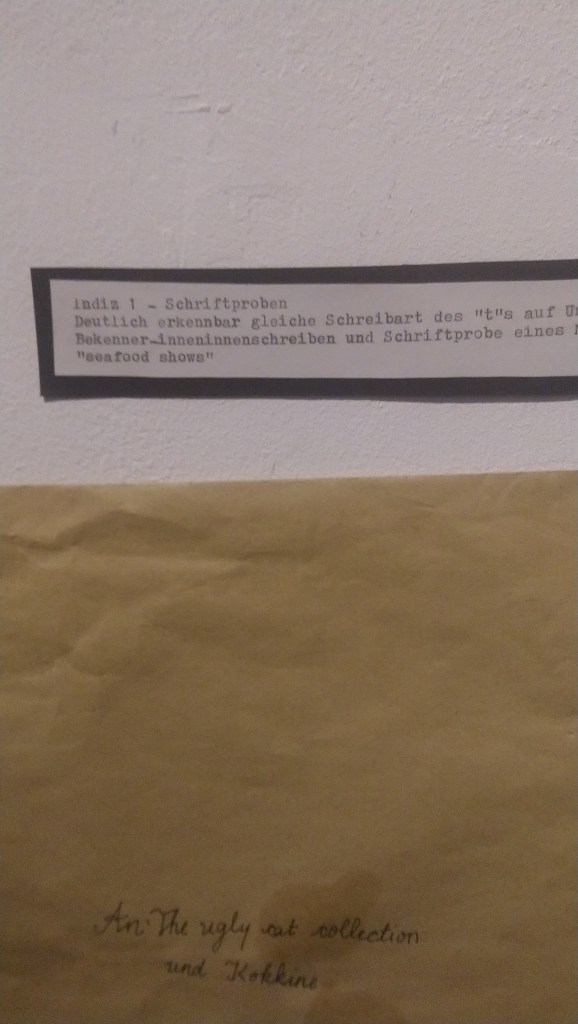 Indiz 1 - Schriftproben
Deutlich erkennbar gleiche Schreibart des "t"s auf
Bekenner-inneninnenschreiben und Schriftprobe eines
"seafood shows"
An The ugly cat collection
und Kokkine